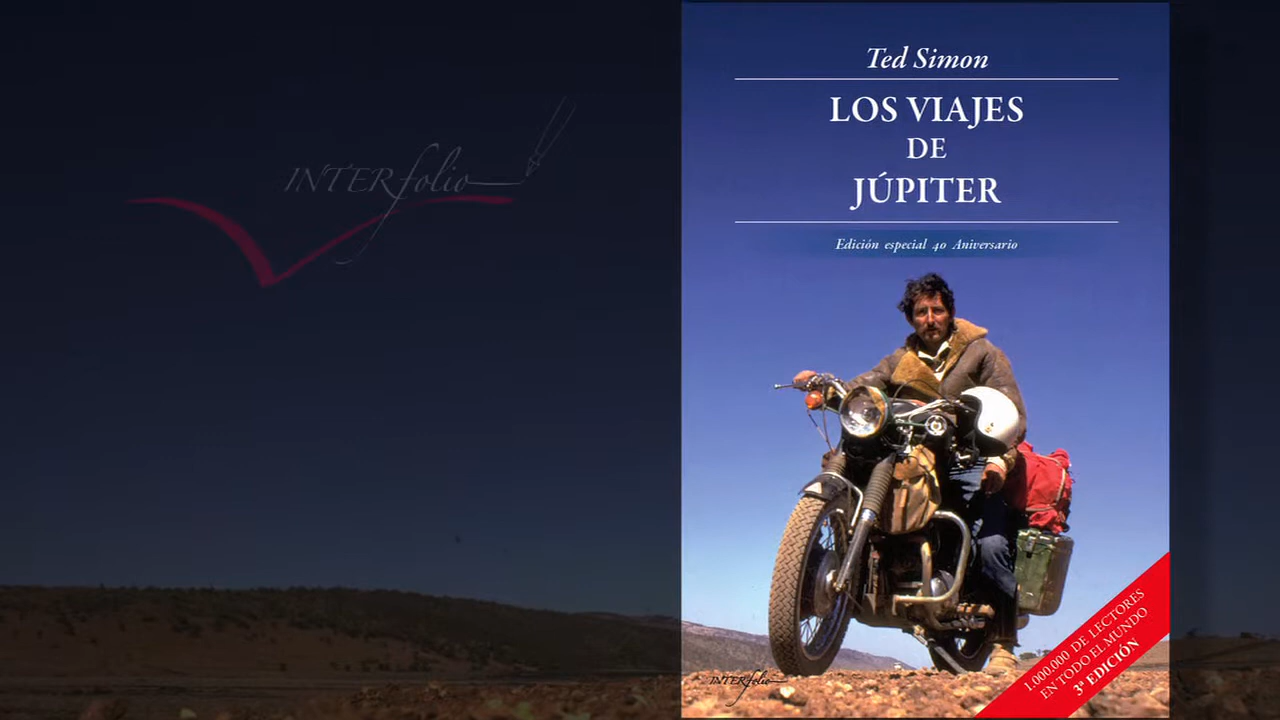 INTERfolio
Ted Simon
LOS VIAJES
DE
JÚPITER
Edición especial 40 Aniversario
1.000.000 DE LECTORES
EN TODO EL MUNDO
3ª EDICIÓN
INTERfolio